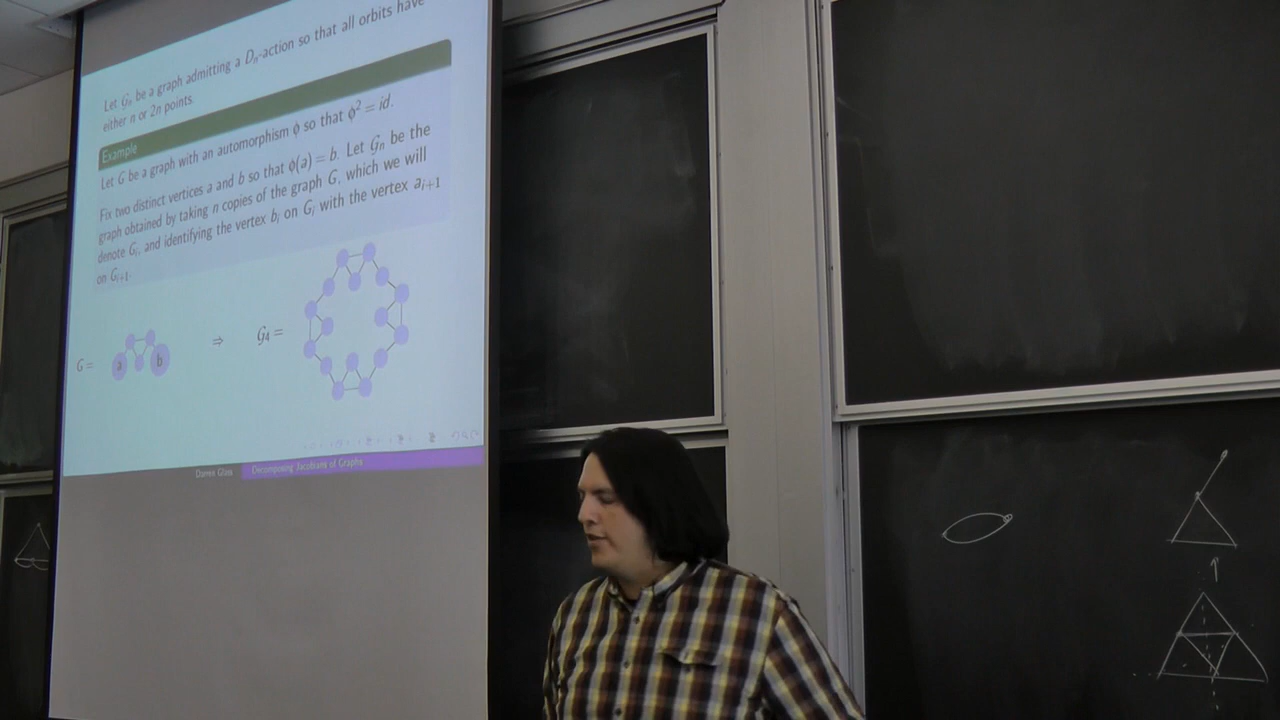 Let 𝒢ₙ be a graph admitting a Dₙ-action so that all orbits have
either n or 2n points.
Example
Let G be a graph with an automorphism ϕ so that ϕ² = id.
Fix two distinct vertices a and b so that ϕ(a) = b. Let 𝒢ₙ be the
graph obtained by taking n copies of the graph G, which we will
denote Gᵢ, and identifying the vertex bᵢ on Gᵢ with the vertex aᵢ₊₁
on Gᵢ₊₁.
G = a b ⇒ 𝒢₄ =
Darren Glass Decomposing Jacobians of Graphs